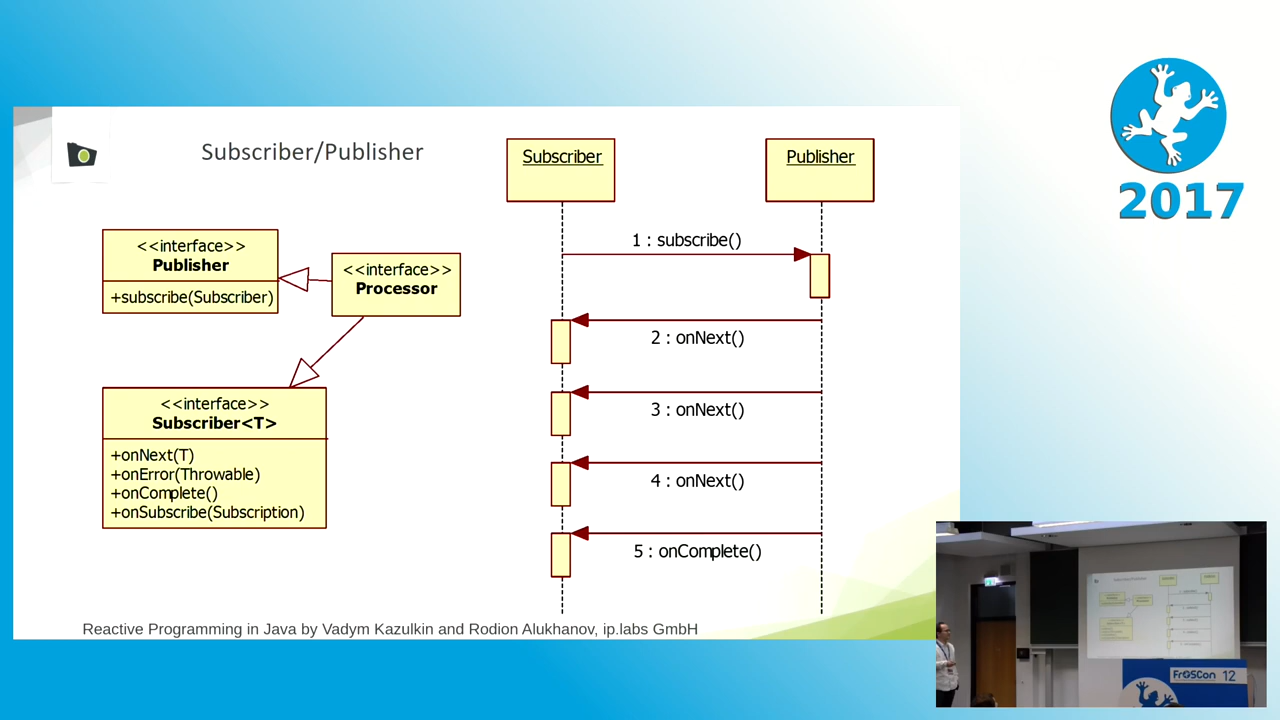 Subscriber/Publisher
<<interface>>
Publisher
+subscribe(Subscriber)
<<interface>>
Processor
<<interface>>
Subscriber<T>
+onNext(T)
+onError(Throwable)
+onComplete()
+onSubscribe(Subscription)
Subscriber
Publisher
1 : subscribe()
2 : onNext()
3 : onNext()
4 : onNext()
5 : onComplete()
Reactive Programming in Java by Vadym Kazulkin and Rodion Alukhanov, ip.labs GmbH
2017
FrOSCon 12